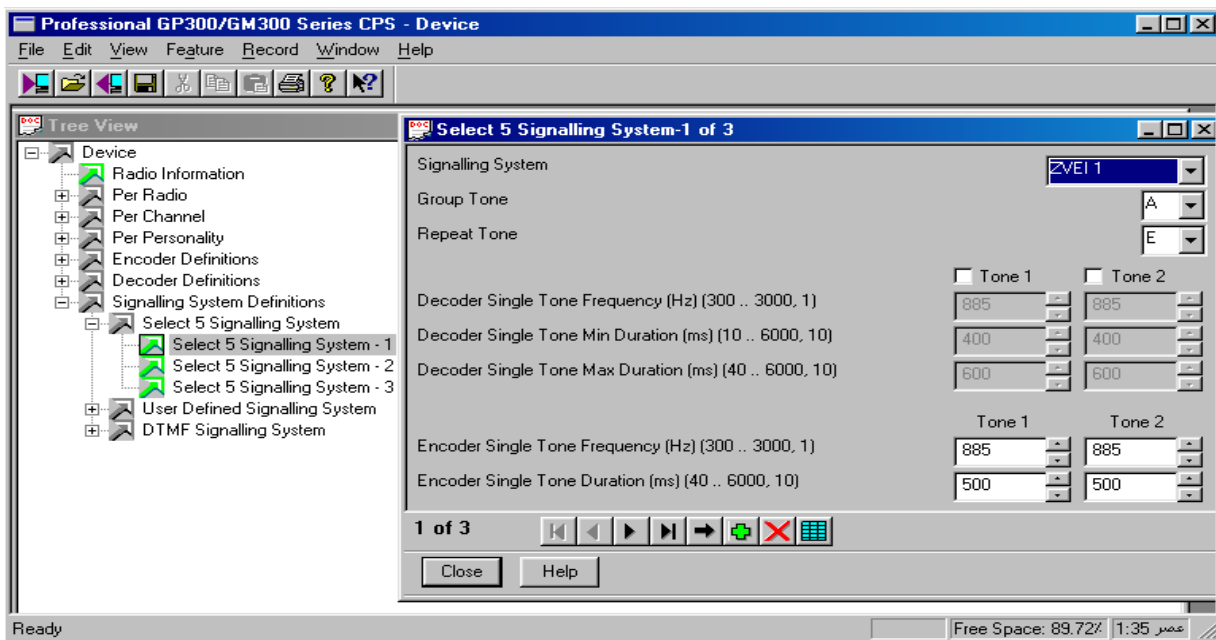 Professional GP300/GM300 Series CPS - Device
File Edit View Feature Record Window Help
Tree View
Device
Radio Information
Per Radio
Per Channel
Per Personality
Encoder Definitions
Decoder Definitions
Signalling System Definitions
Select 5 Signalling System
Select 5 Signalling System - 1
Select 5 Signalling System - 2
Select 5 Signalling System - 3
User Defined Signalling System
DTMF Signalling System
Select 5 Signalling System-1 of 3
Signalling System ZVEI 1
Group Tone A
Repeat Tone E
Tone 1 Tone 2
Decoder Single Tone Frequency (Hz) (300 .. 3000, 1) 885 885
Decoder Single Tone Min Duration (ms) (10 .. 6000, 10) 400 400
Decoder Single Tone Max Duration (ms) (40 .. 6000, 10) 600 600
Tone 1 Tone 2
Encoder Single Tone Frequency (Hz) (300 .. 3000, 1) 885 885
Encoder Single Tone Duration (ms) (40 .. 6000, 10) 500 500
1 of 3
Close Help
Ready Free Space: 89.72% 1:35 عصر